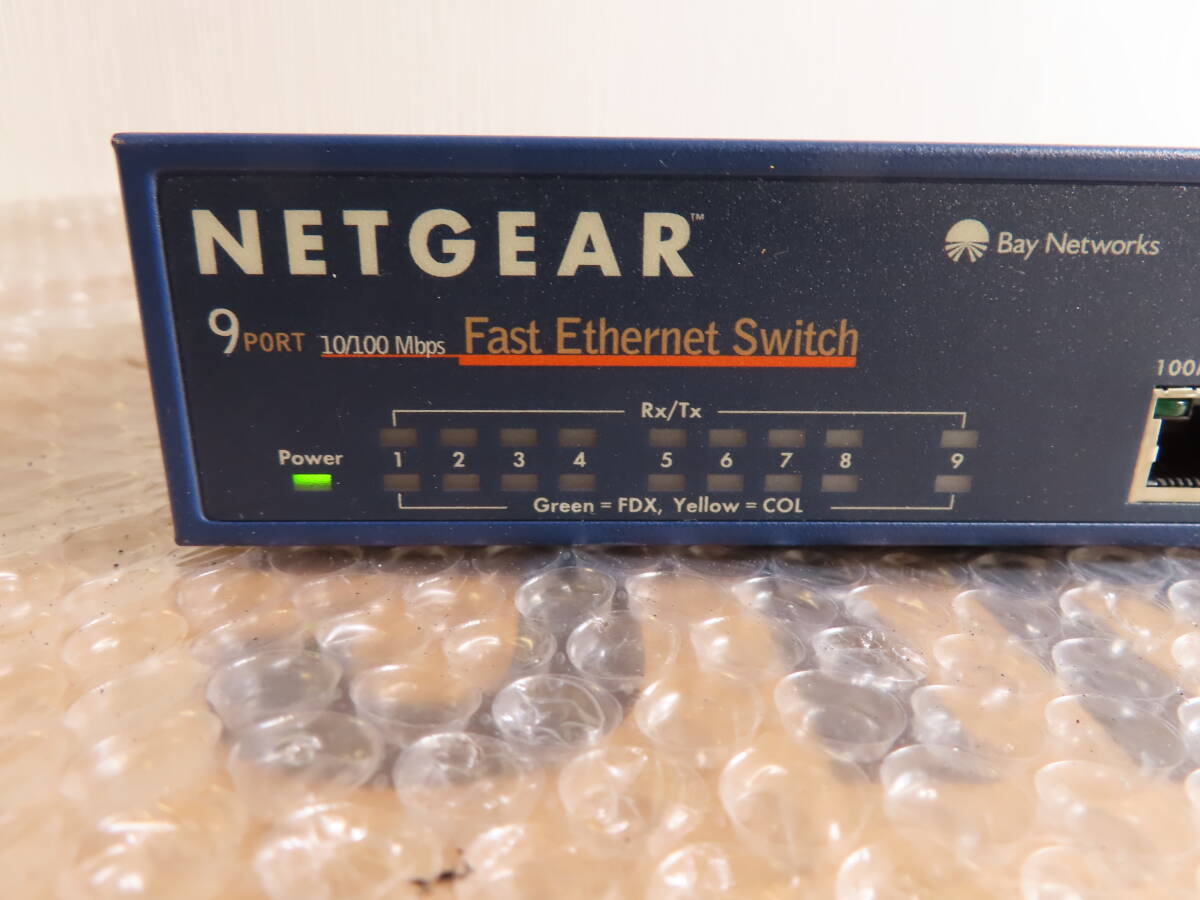 NETGEAR™
Bay Networks
9 PORT 10/100 Mbps Fast Ethernet Switch
Rx/Tx
Power
1 2 3 4 5 6 7 8 9
Green = FDX, Yellow = COL